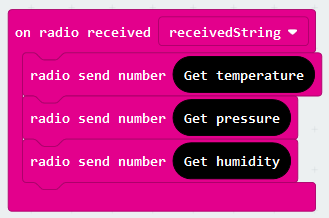 on radio received receivedString
radio send number Get temperature
radio send number Get pressure
radio send number Get humidity